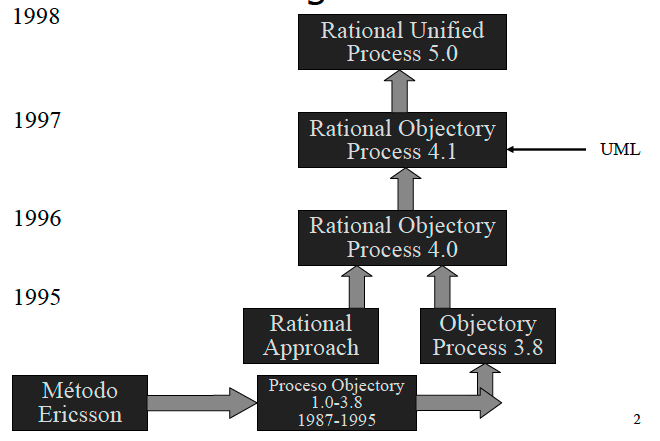 1998
Rational Unified
Process 5.0
1997
Rational Objectory
Process 4.1
UML
1996
Rational Objectory
Process 4.0
1995
Rational
Approach
Objectory
Process 3.8
Método
Ericsson
Proceso Objectory
1.0-3.8
1987-1995
2